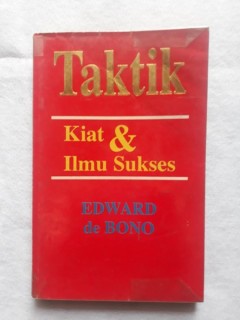 Taktik
Kiat &
Ilmu Sukses
EDWARD
de BONO